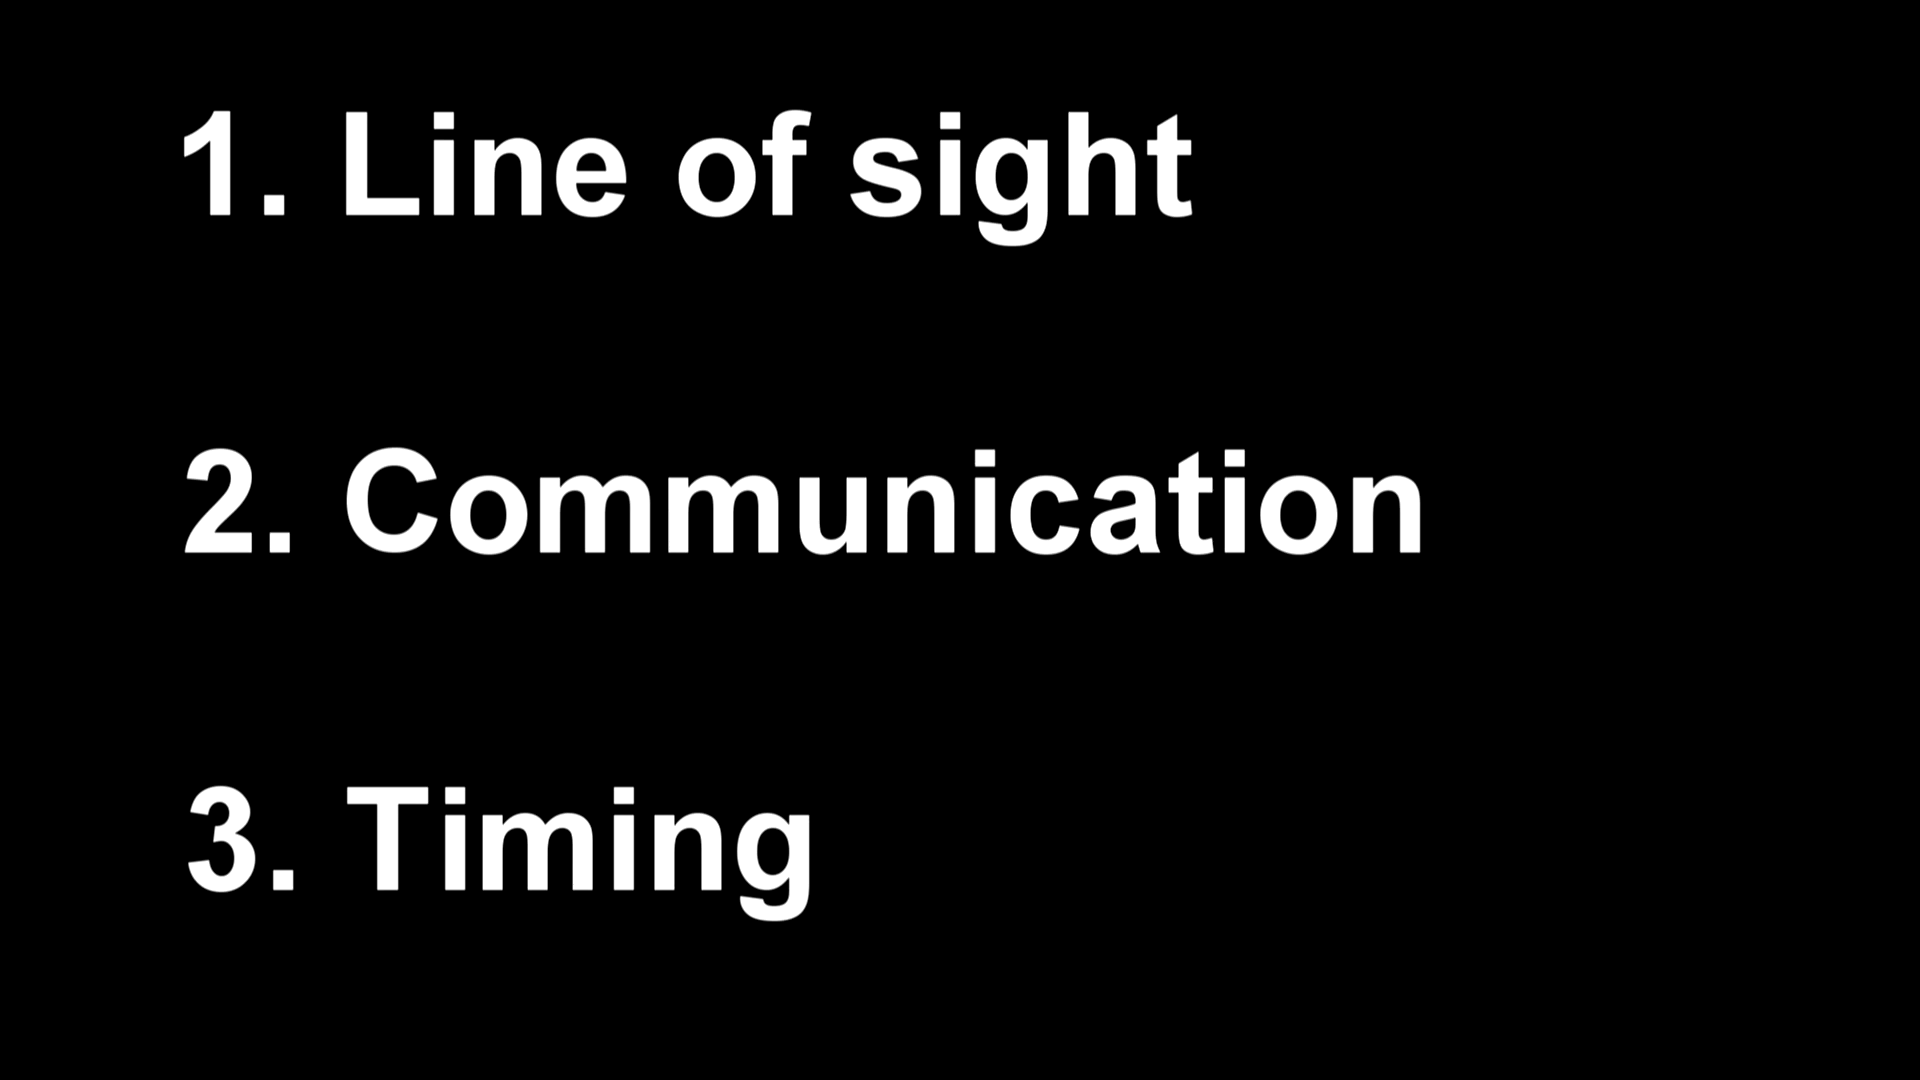 1. Line of sight
2. Communication
3. Timing